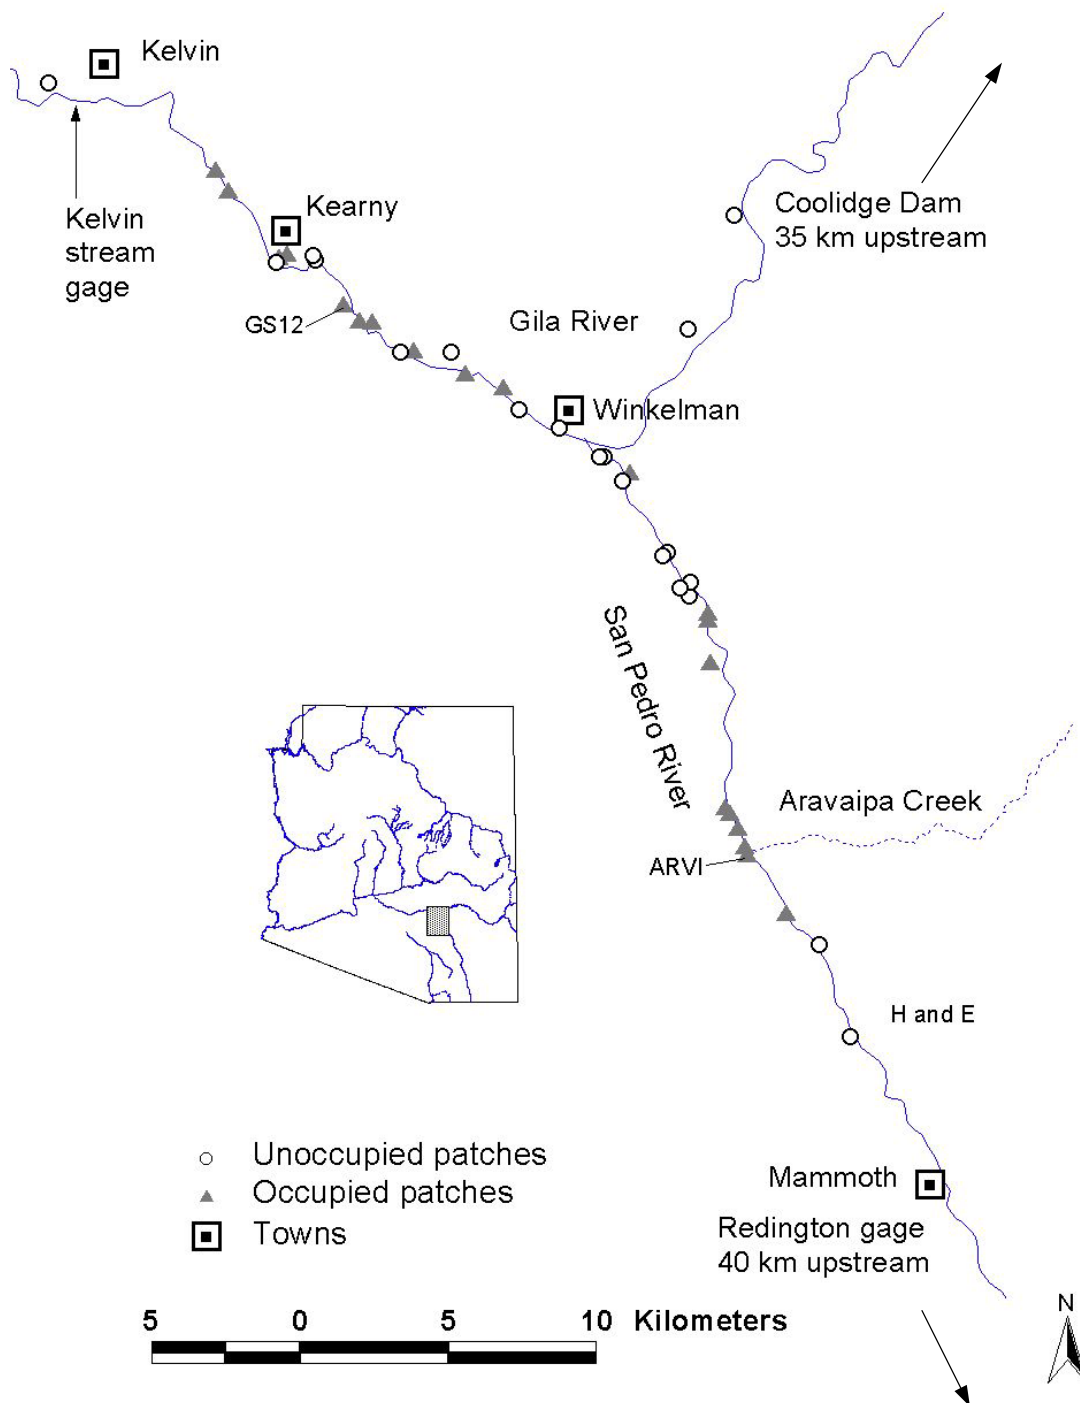 Kelvin
Kearny
Kelvin
stream
gage
Coolidge Dam
35 km upstream
GS12
Gila River
Winkelman
San Pedro River
Aravaipa Creek
ARVI
H and E
Unoccupied patches
Occupied patches
Towns
Mammoth
Redington gage
40 km upstream
5 0 5 10 Kilometers
N